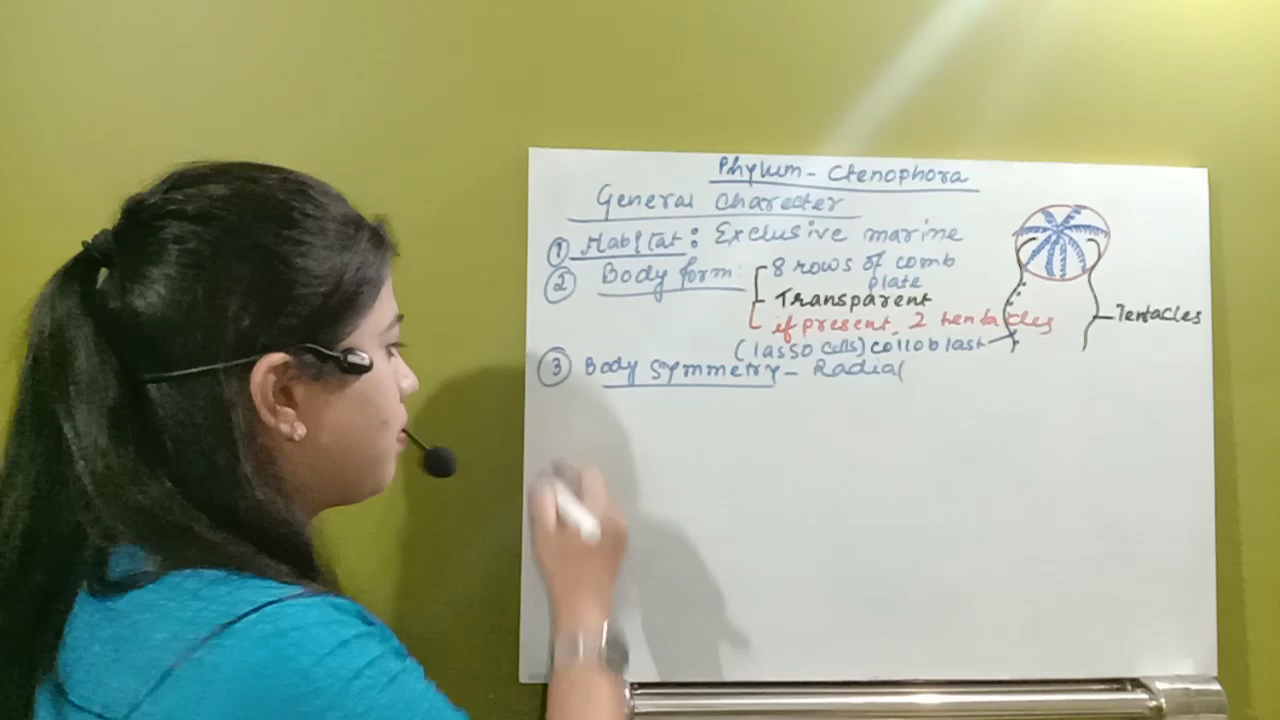 Phylum - Ctenophora
General Charecter
① Habitat : Exclusive marine
② Body form : 8 rows of comb
plate
Transparent
if present, 2 tentacles
Tentacles
(lasso cells) colloblast
③ Body symmetry - Radial